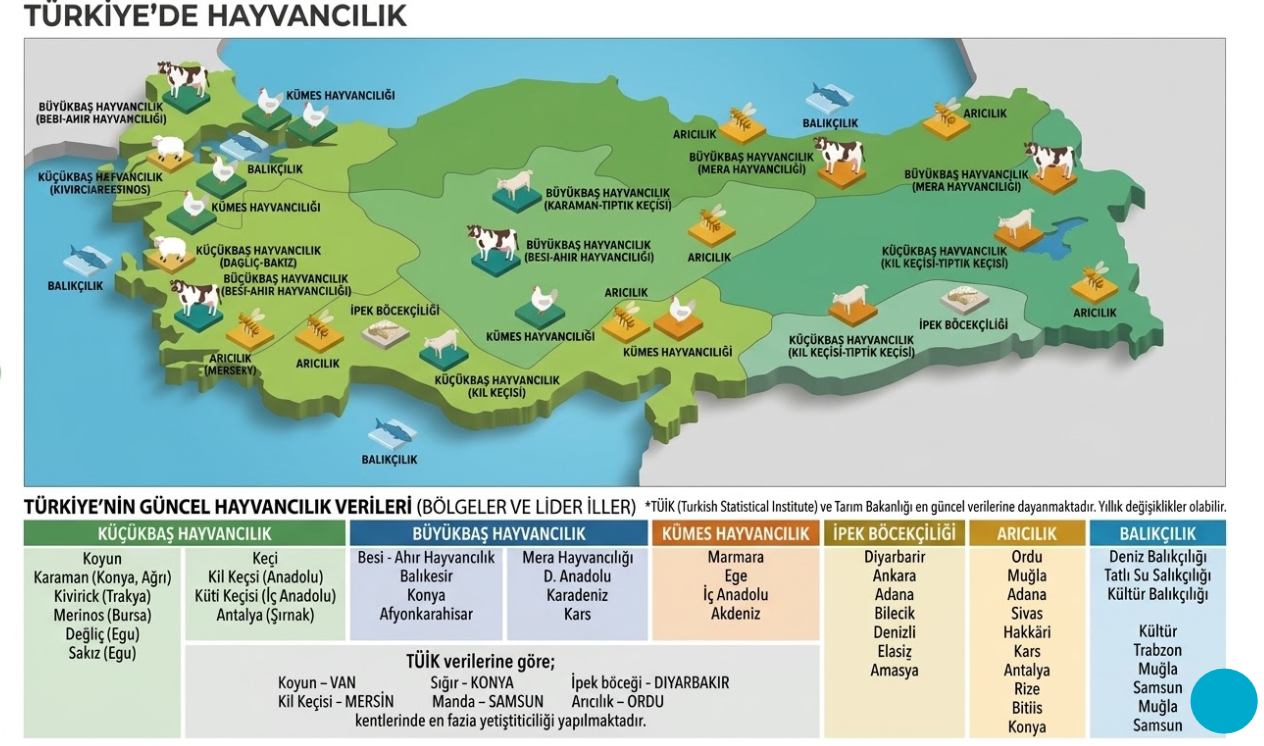 TÜRKİYE'DE HAYVANCILIK
BÜYÜKBAŞ HAYVANCILIK
(BEBI-AHIR HAYVANCILIĞI)
KÜMES HAYVANCILIĞI
KÜÇÜKBAŞ HEFVANCILIK
(KIVIRCIAREESINOS)
BALIKÇILIK
KÜMES HAYVANCILIĞI
KÜÇÜKBAŞ HAYVANCILIK
(DAGLIÇ-BAKIZ)
BALIKÇILIK
BÜÇÜKBAŞ HAYVANCILIK
(BESİ-AHIR HAYVANCILIĞI)
ARICILIK
(MERSEKY)
ARICILIK
İPEK BÖCEKÇİLİĞİ
KÜÇÜKBAŞ HAYVANCILIK
(KIL KEÇISİ)
BALIKÇILIK
BÜYÜKBAŞ HAYVANCILIK
(KARAMAN-TIPTIK KEÇİSİ)
BÜYÜKBAŞ HAYVANCILIK
(BESI-AHIR HAYVANCILIĞI)
KÜMES HAYVANCILIĞI
ARICILIK
KÜMES HAYVANCILIĞİ
ARICILIK
ARICILIK
BALIKÇILIK
ARICILIK
BÜYÜKBAŞ HAYVANCILIK
(MERA HAYVANCILIĞI)
BÜYÜKBAŞ HAYVANCILIK
(MERA HAYVANCILIĞI)
KÜÇÜKBAŞ HAYVANCILIK
(KIL KEÇİSİ-TIPTIK KEÇİSİ)
ARICILIK
KÜÇÜKBAŞ HAYVANCILIK
(KIL KEÇİSİ-TIPTİK KEÇİSİ)
İPEK BÖCEKÇİLİĞİ
TÜRKİYE'NİN GÜNCEL HAYVANCILIK VERİLERİ (BÖLGELER VE LİDER İLLER) *TÜİK (Turkish Statistical Institute) ve Tarım Bakanlığı en güncel verilerine dayanmaktadır. Yıllık değişiklikler olabilir.
KÜÇÜKBAŞ HAYVANCILIK
Koyun
Karaman (Konya, Ağrı)
Kivirick (Trakya)
Merinos (Bursa)
Değliç (Egu)
Sakız (Egu)
Keçi
Kil Keçsi (Anadolu)
Küti Keçisi (İç Anadolu)
Antalya (Şırnak)
BÜYÜKBAŞ HAYVANCILIK
Besi - Ahır Hayvancılık
Balıkesir
Konya
Afyonkarahisar
Mera Hayvancılığı
D. Anadolu
Karadeniz
Kars
KÜMES HAYVANCILIK
Marmara
Ege
İç Anadolu
Akdeniz
TÜİK verilerine göre;
Koyun – VAN Sığır – KONYA İpek böceği - DIYARBAKIR
Kil Keçisi - MERSİN Manda – SAMSUN Arıcılık – ORDU
kentlerinde en fazia yetiştiticiliği yapılmaktadır.
İPEK BÖCEKÇİLİĞİ
Diyarbarir
Ankara
Adana
Bilecik
Denizli
Elasiz
Amasya
ARICILIK
Ordu
Muğla
Adana
Sivas
Hakkäri
Kars
Antalya
Rize
Bitiis
Konya
BALIKÇILIK
Deniz Balıkçılığı
Tatlı Su Salıkçılığı
Kültür Balıkçılığı
Kültür
Trabzon
Muğla
Samsun
Muğla
Samsun